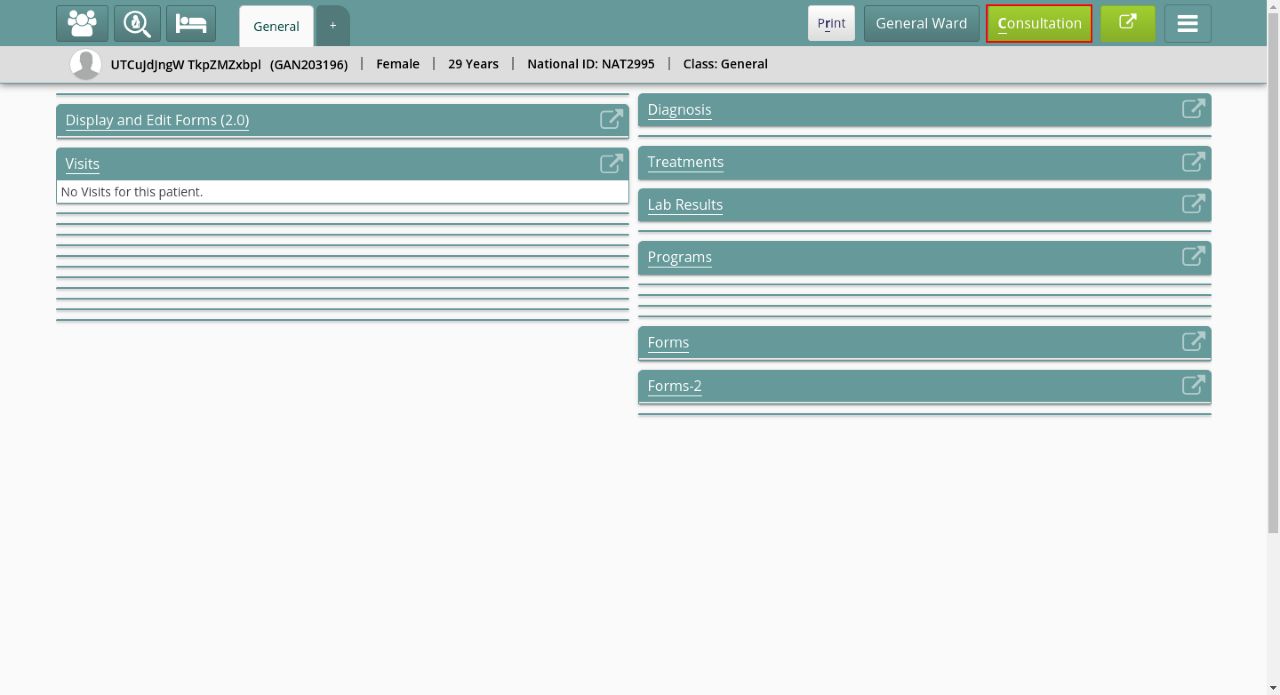 General
+
Print
General Ward
Consultation
UTCuJdJngW TkpZMZxbpl (GAN203196) | Female | 29 Years | National ID: NAT2995 | Class: General
Display and Edit Forms (2.0)
Visits
No Visits for this patient.
Diagnosis
Treatments
Lab Results
Programs
Forms
Forms-2